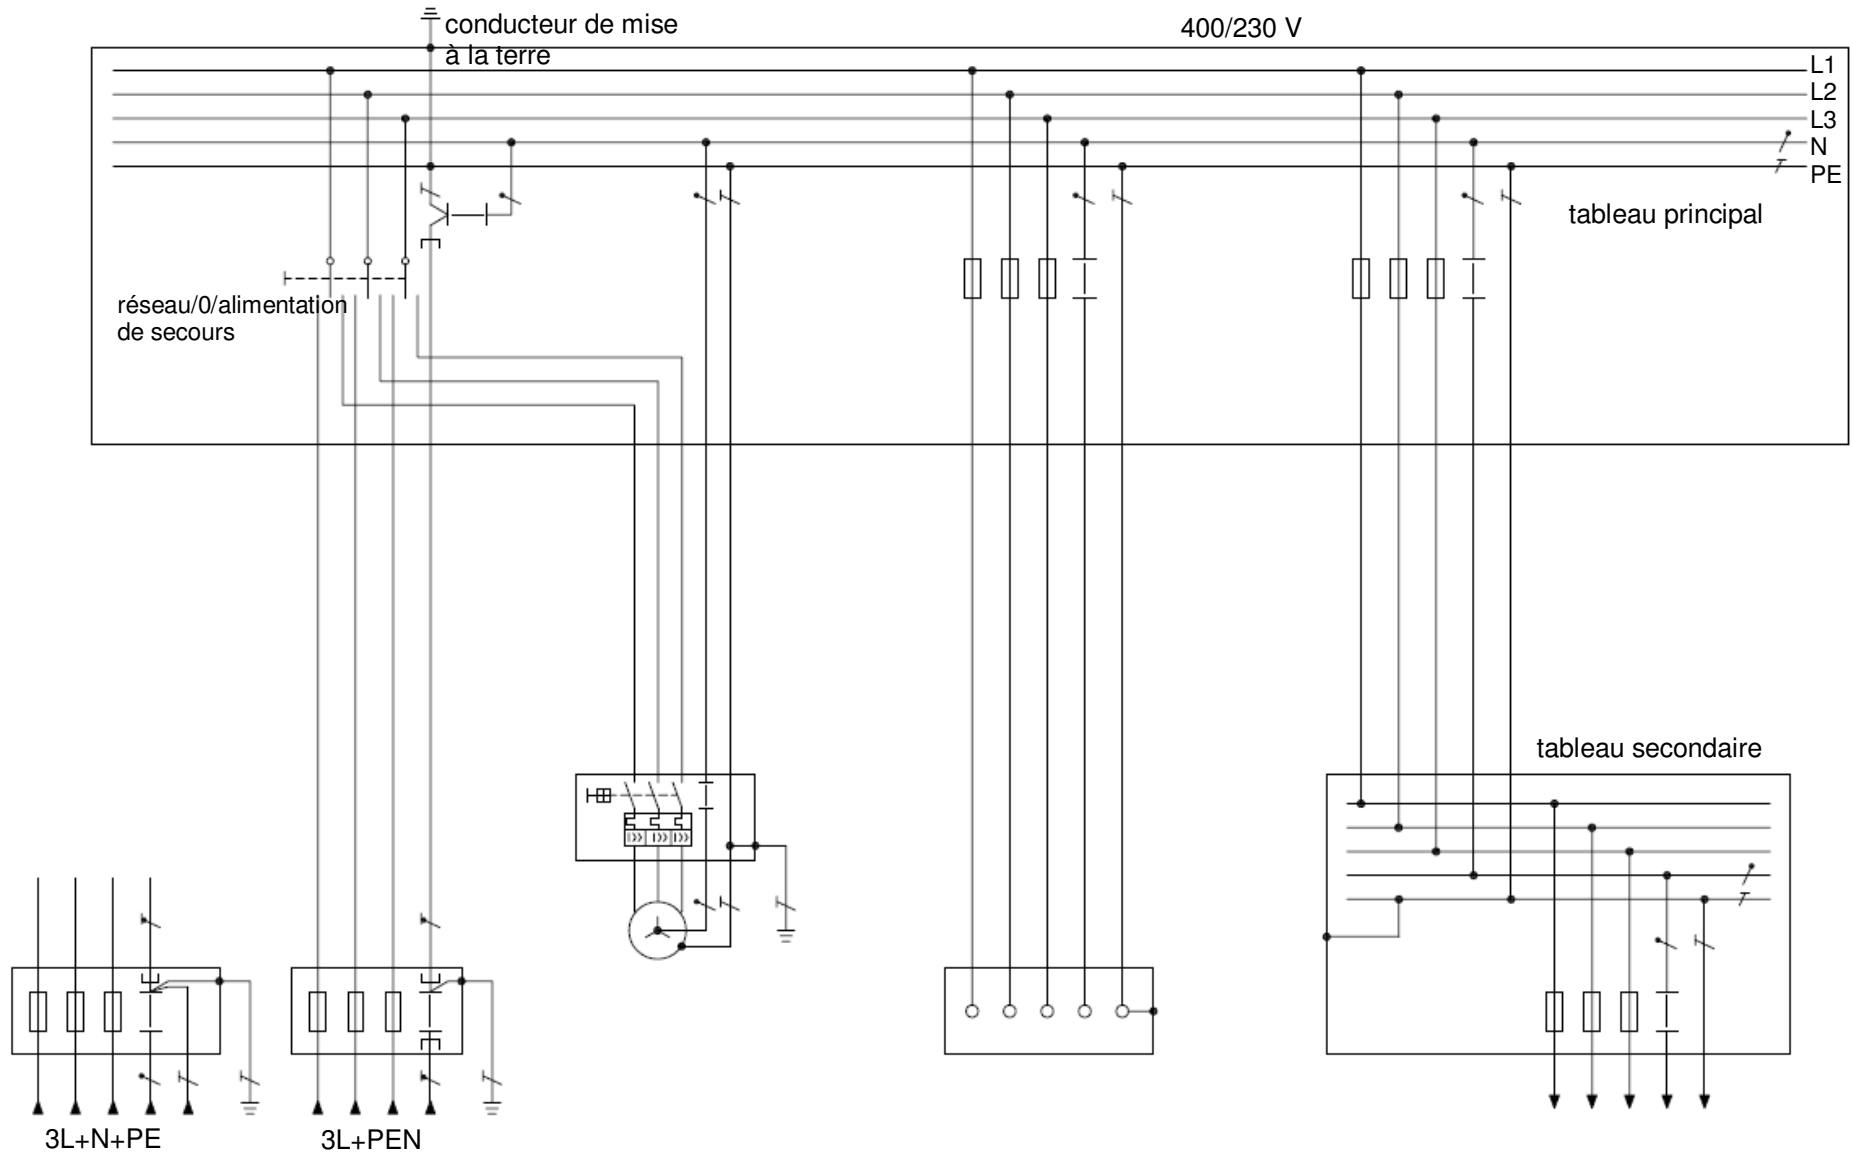 conducteur de mise
à la terre
400/230 V
L1
L2
L3
N
PE
tableau principal
réseau/0/alimentation
de secours
tableau secondaire
3L+N+PE
3L+PEN